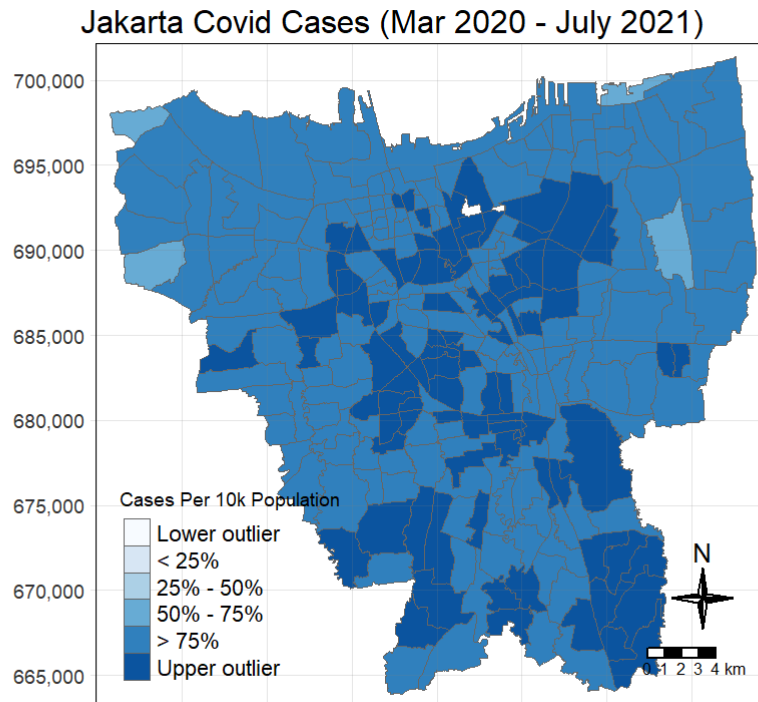 Jakarta Covid Cases (Mar 2020 - July 2021)
700,000
695,000
690,000
685,000
680,000
675,000
670,000
665,000
Cases Per 10k Population
Lower outlier
< 25%
25% - 50%
50% - 75%
> 75%
Upper outlier
N
0 1 2 3 4 km